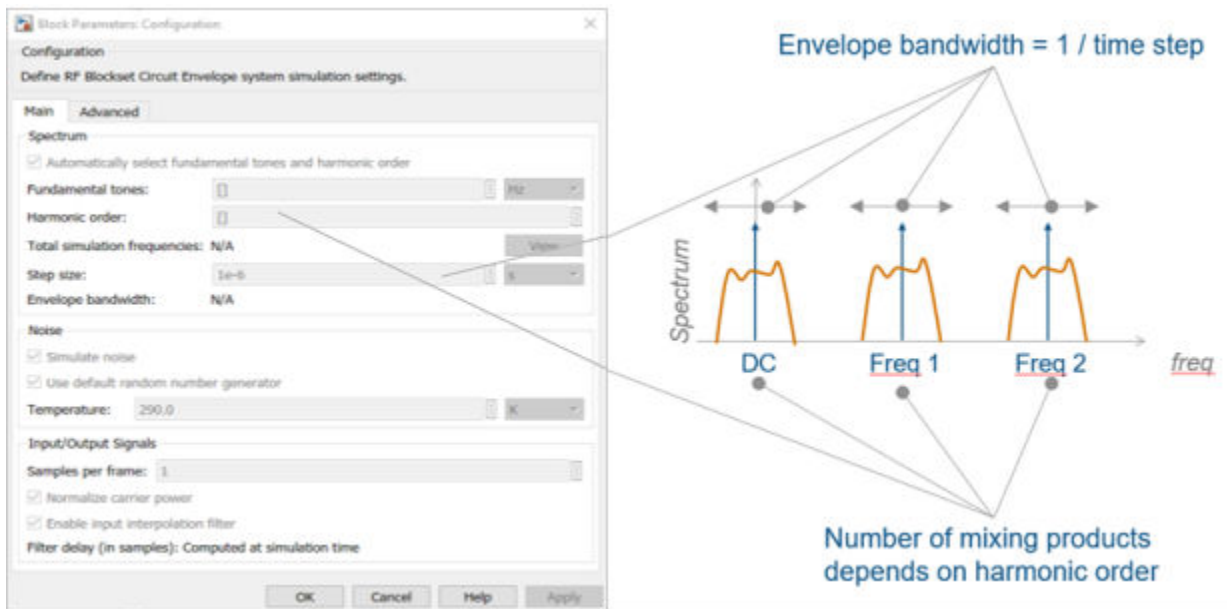 Block Parameters: Configuration
Configuration
Define RF Blockset Circuit Envelope system simulation settings.
Main Advanced
Spectrum
Automatically select fundamental tones and harmonic order
Fundamental tones: [] Hz
Harmonic order: []
Total simulation frequencies: N/A View
Step size: 1e-6 s
Envelope bandwidth: N/A
Noise
Simulate noise
Use default random number generator
Temperature: 290.0 K
Input/Output Signals
Samples per frame: 1
Normalize carrier power
Enable input interpolation filter
Filter delay (in samples): Computed at simulation time
OK Cancel Help Apply
Envelope bandwidth = 1 / time step
Spectrum
DC Freq 1 Freq 2 freq
Number of mixing products
depends on harmonic order